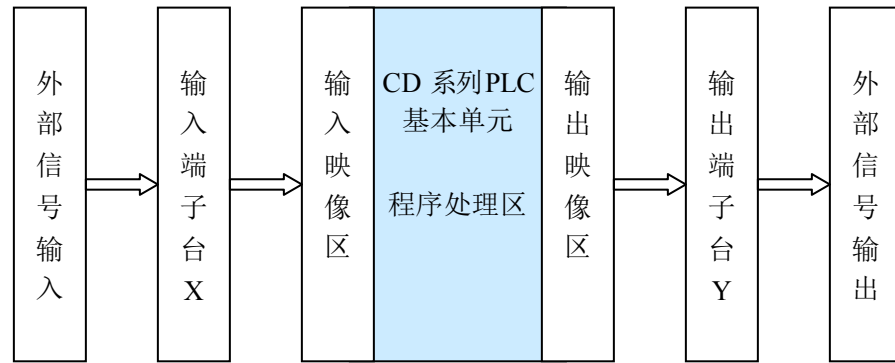 外部信号输入
输入端子台X
输入映像区
CD 系列PLC
基本单元
程序处理区
输出映像区
输出端子台Y
外部信号输出